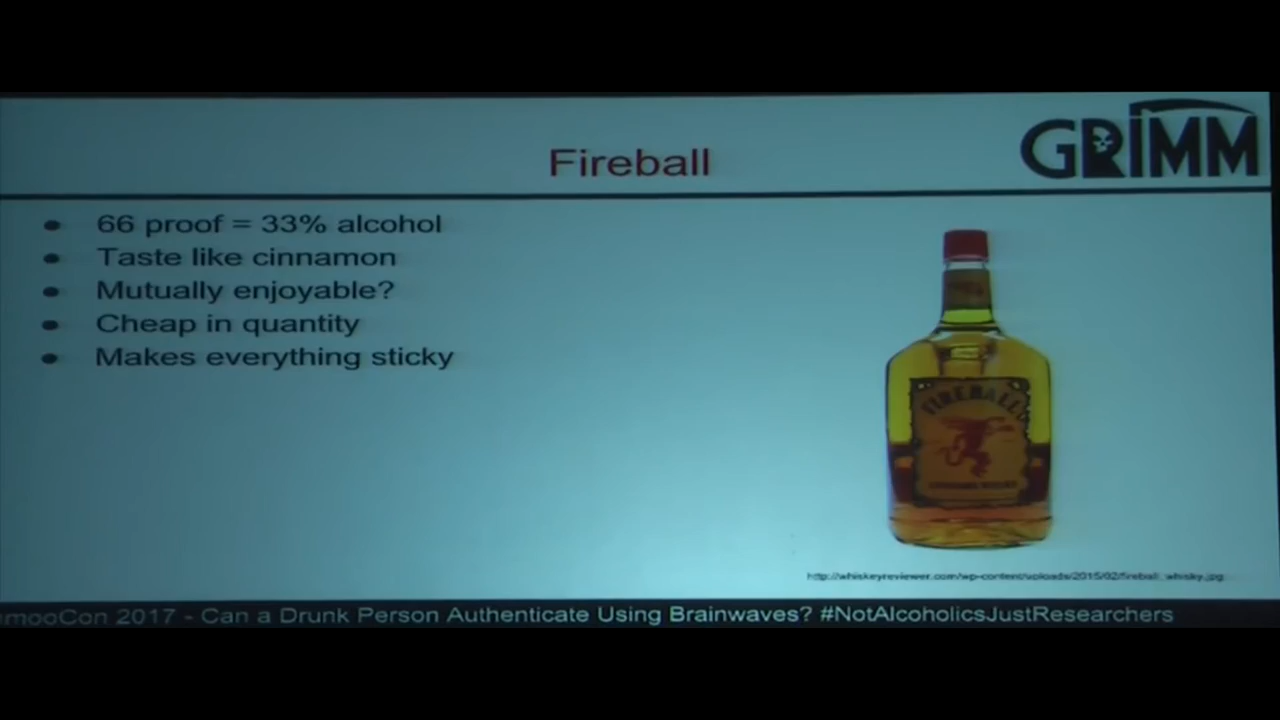 GRIMM
Fireball
66 proof = 33% alcohol
Taste like cinnamon
Mutually enjoyable?
Cheap in quantity
Makes everything sticky
FIREBALL
http://whiskeyreviewer.com/wp-content/uploads/2015/02/fireball_whisky.jpg
mooCon 2017 - Can a Drunk Person Authenticate Using Brainwaves? #NotAlcoholicsJustResearchers